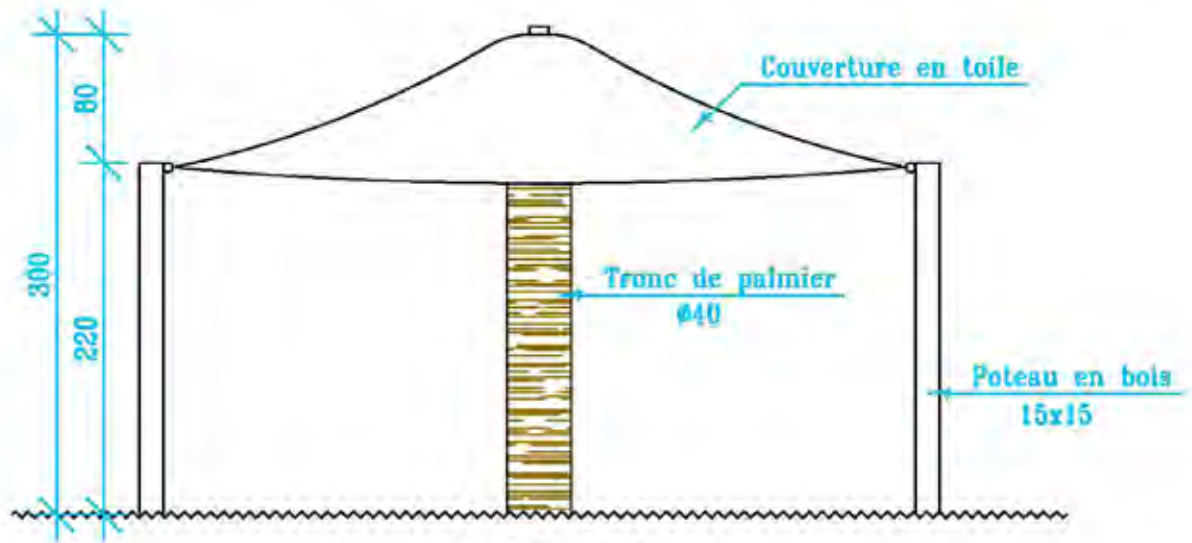 Couverture en toile
80
300
220
Tronc de palmier
ø40
Poteau en bois
15x15